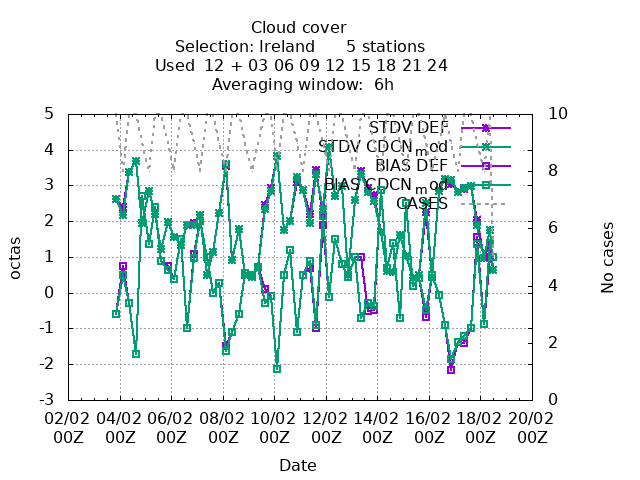 Cloud cover
Selection: Ireland 5 stations
Used 12 + 03 06 09 12 15 18 21 24
Averaging window: 6h
5 4 3 2 1 0 -1 -2 -3
octas
10 8 6 4 2 0
No cases
STDV DEF
STDV CDCN_mod
BIAS DEF
BIAS CDCN_mod
CASES
02/02 04/02 06/02 08/02 10/02 12/02 14/02 16/02 18/02 20/02
00Z 00Z 00Z 00Z 00Z 00Z 00Z 00Z 00Z 00Z
Date